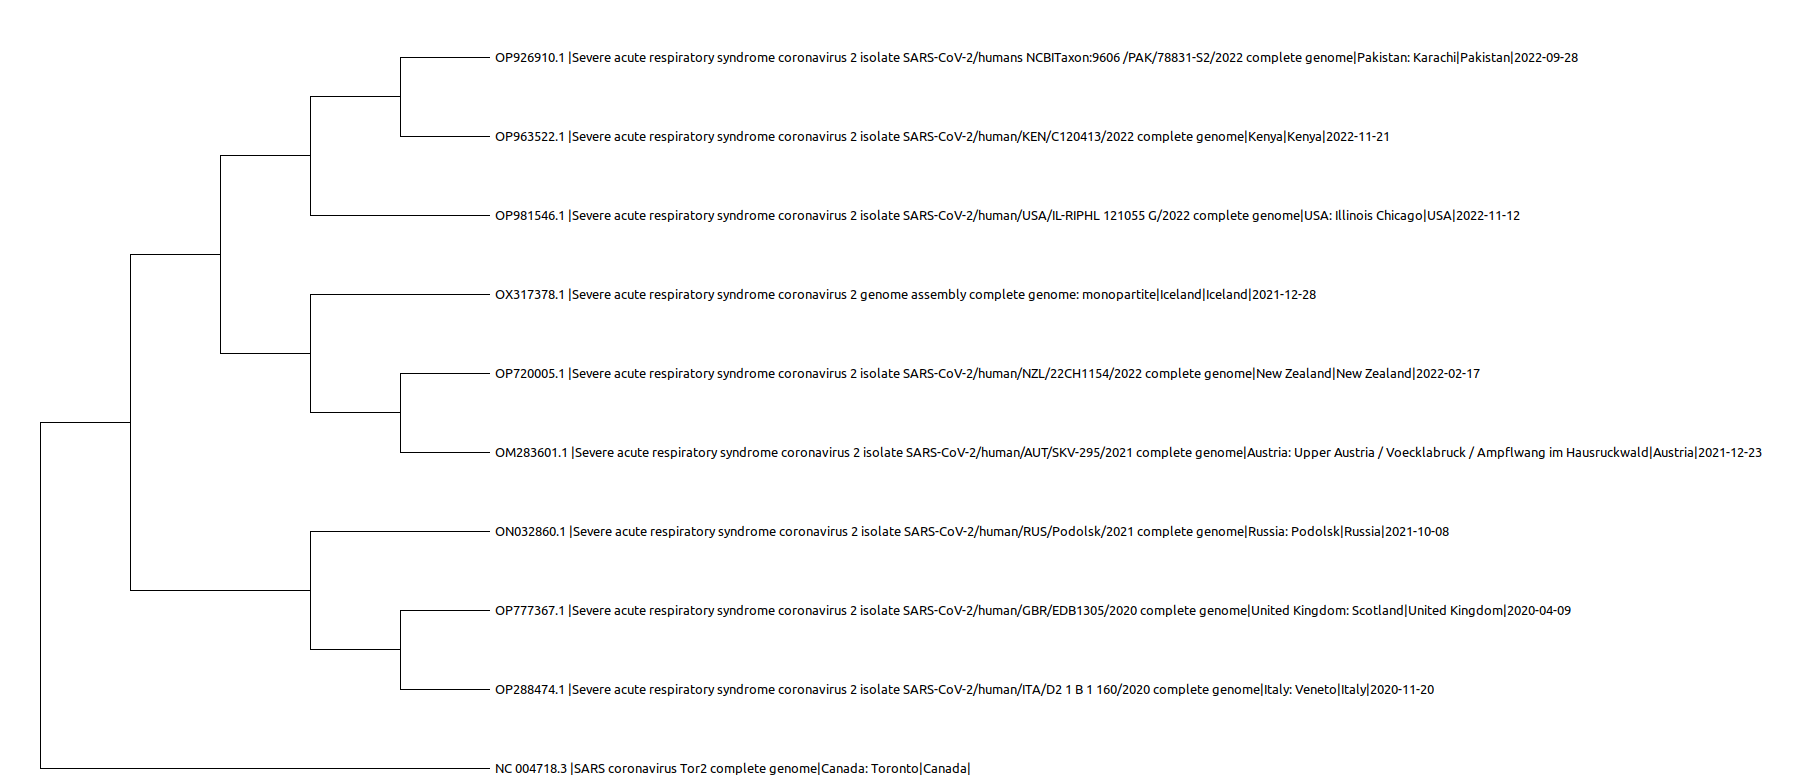 OP926910.1 |Severe acute respiratory syndrome coronavirus 2 isolate SARS-CoV-2/humans NCBITaxon:9606 /PAK/78831-S2/2022 complete genome|Pakistan: Karachi|Pakistan|2022-09-28
OP963522.1 |Severe acute respiratory syndrome coronavirus 2 isolate SARS-CoV-2/human/KEN/C120413/2022 complete genome|Kenya|Kenya|2022-11-21
OP981546.1 |Severe acute respiratory syndrome coronavirus 2 isolate SARS-CoV-2/human/USA/IL-RIPHL 121055 G/2022 complete genome|USA: Illinois Chicago|USA|2022-11-12
OX317378.1 |Severe acute respiratory syndrome coronavirus 2 genome assembly complete genome: monopartite|Iceland|Iceland|2021-12-28
OP720005.1 |Severe acute respiratory syndrome coronavirus 2 isolate SARS-CoV-2/human/NZL/22CH1154/2022 complete genome|New Zealand|New Zealand|2022-02-17
OM283601.1 |Severe acute respiratory syndrome coronavirus 2 isolate SARS-CoV-2/human/AUT/SKV-295/2021 complete genome|Austria: Upper Austria / Voecklabruck / Ampflwang im Hausruckwald|Austria|2021-12-23
ON032860.1 |Severe acute respiratory syndrome coronavirus 2 isolate SARS-CoV-2/human/RUS/Podolsk/2021 complete genome|Russia: Podolsk|Russia|2021-10-08
OP777367.1 |Severe acute respiratory syndrome coronavirus 2 isolate SARS-CoV-2/human/GBR/EDB1305/2020 complete genome|United Kingdom: Scotland|United Kingdom|2020-04-09
OP288474.1 |Severe acute respiratory syndrome coronavirus 2 isolate SARS-CoV-2/human/ITA/D2 1 B 1 160/2020 complete genome|Italy: Veneto|Italy|2020-11-20
NC 004718.3 |SARS coronavirus Tor2 complete genome|Canada: Toronto|Canada|